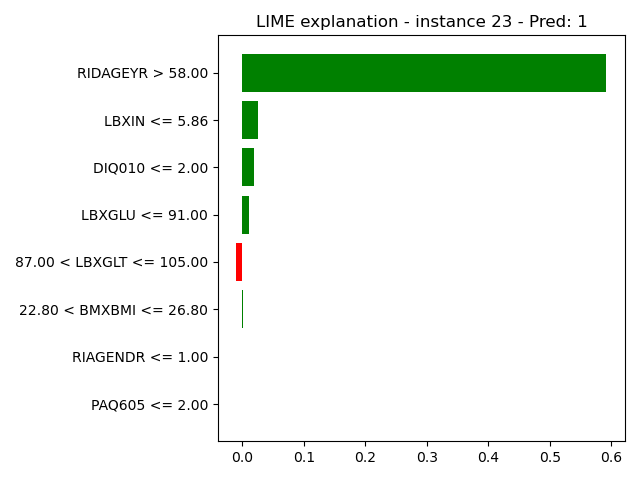 LIME explanation - instance 23 - Pred: 1
RIDAGEYR > 58.00
LBXIN <= 5.86
DIQ010 <= 2.00
LBXGLU <= 91.00
87.00 < LBXGLT <= 105.00
22.80 < BMXBMI <= 26.80
RIAGENDR <= 1.00
PAQ605 <= 2.00
0.0 0.1 0.2 0.3 0.4 0.5 0.6